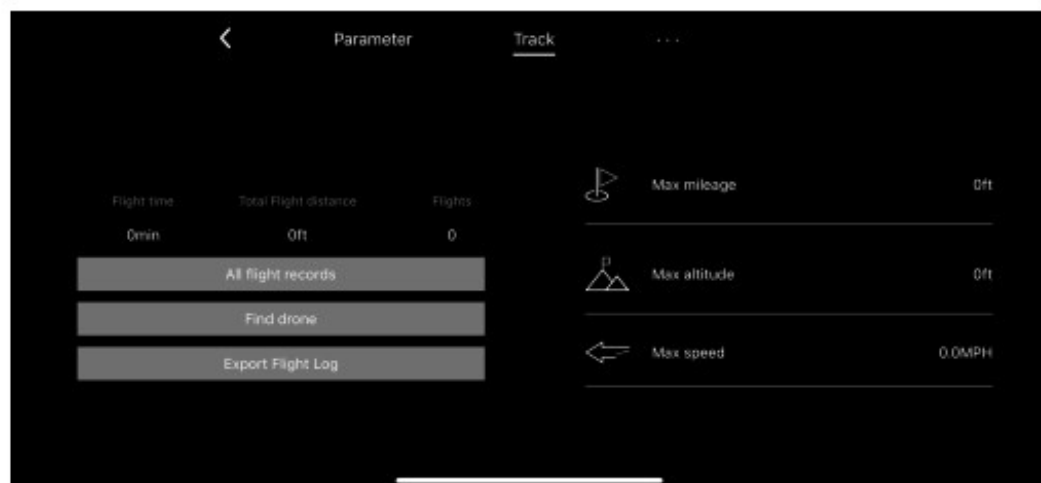 Parameter Track ...
Flight time Total Flight distance Flights
0min 0ft 0
All flight records
Find drone
Export Flight Log
Max mileage 0ft
Max altitude 0ft
Max speed 0.0MPH